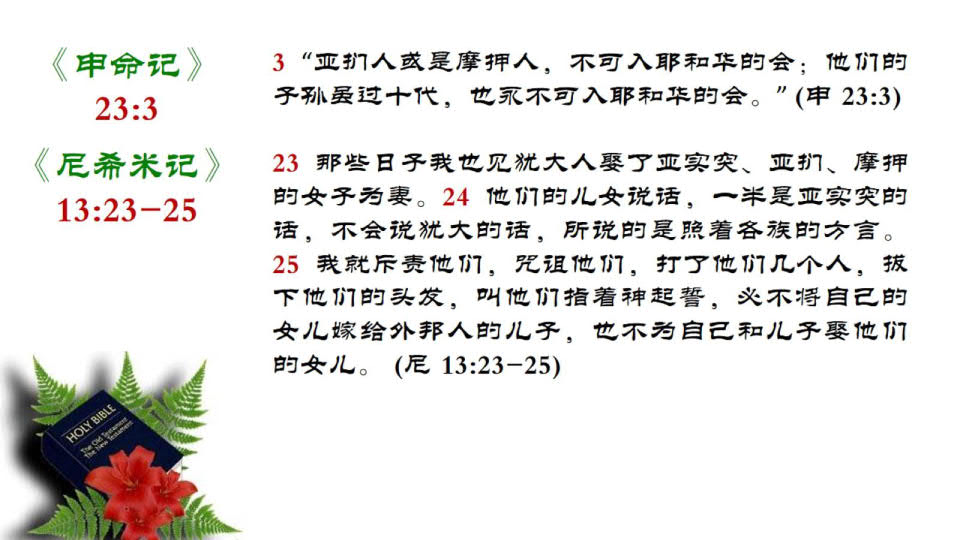 《申命记》
23:3
3 “亚扪人或是摩押人，不可入耶和华的会；他们的
子孙虽过十代，也永不可入耶和华的会。” (申 23:3)
《尼希米记》
13:23-25
23 那些日子我也见犹大人娶了亚实突、亚扪、摩押
的女子为妻。24 他们的儿女说话，一半是亚实突的
话，不会说犹大的话，所说的是照着各族的方言。
25 我就斥责他们，咒诅他们，打了他们几个人，拔
下他们的头发，叫他们指着神起誓，必不将自己的
女儿嫁给外邦人的儿子，也不为自己和儿子娶他们
的女儿。 (尼 13:23-25)
HOLY BIBLE
The Old Testament
The New Testament